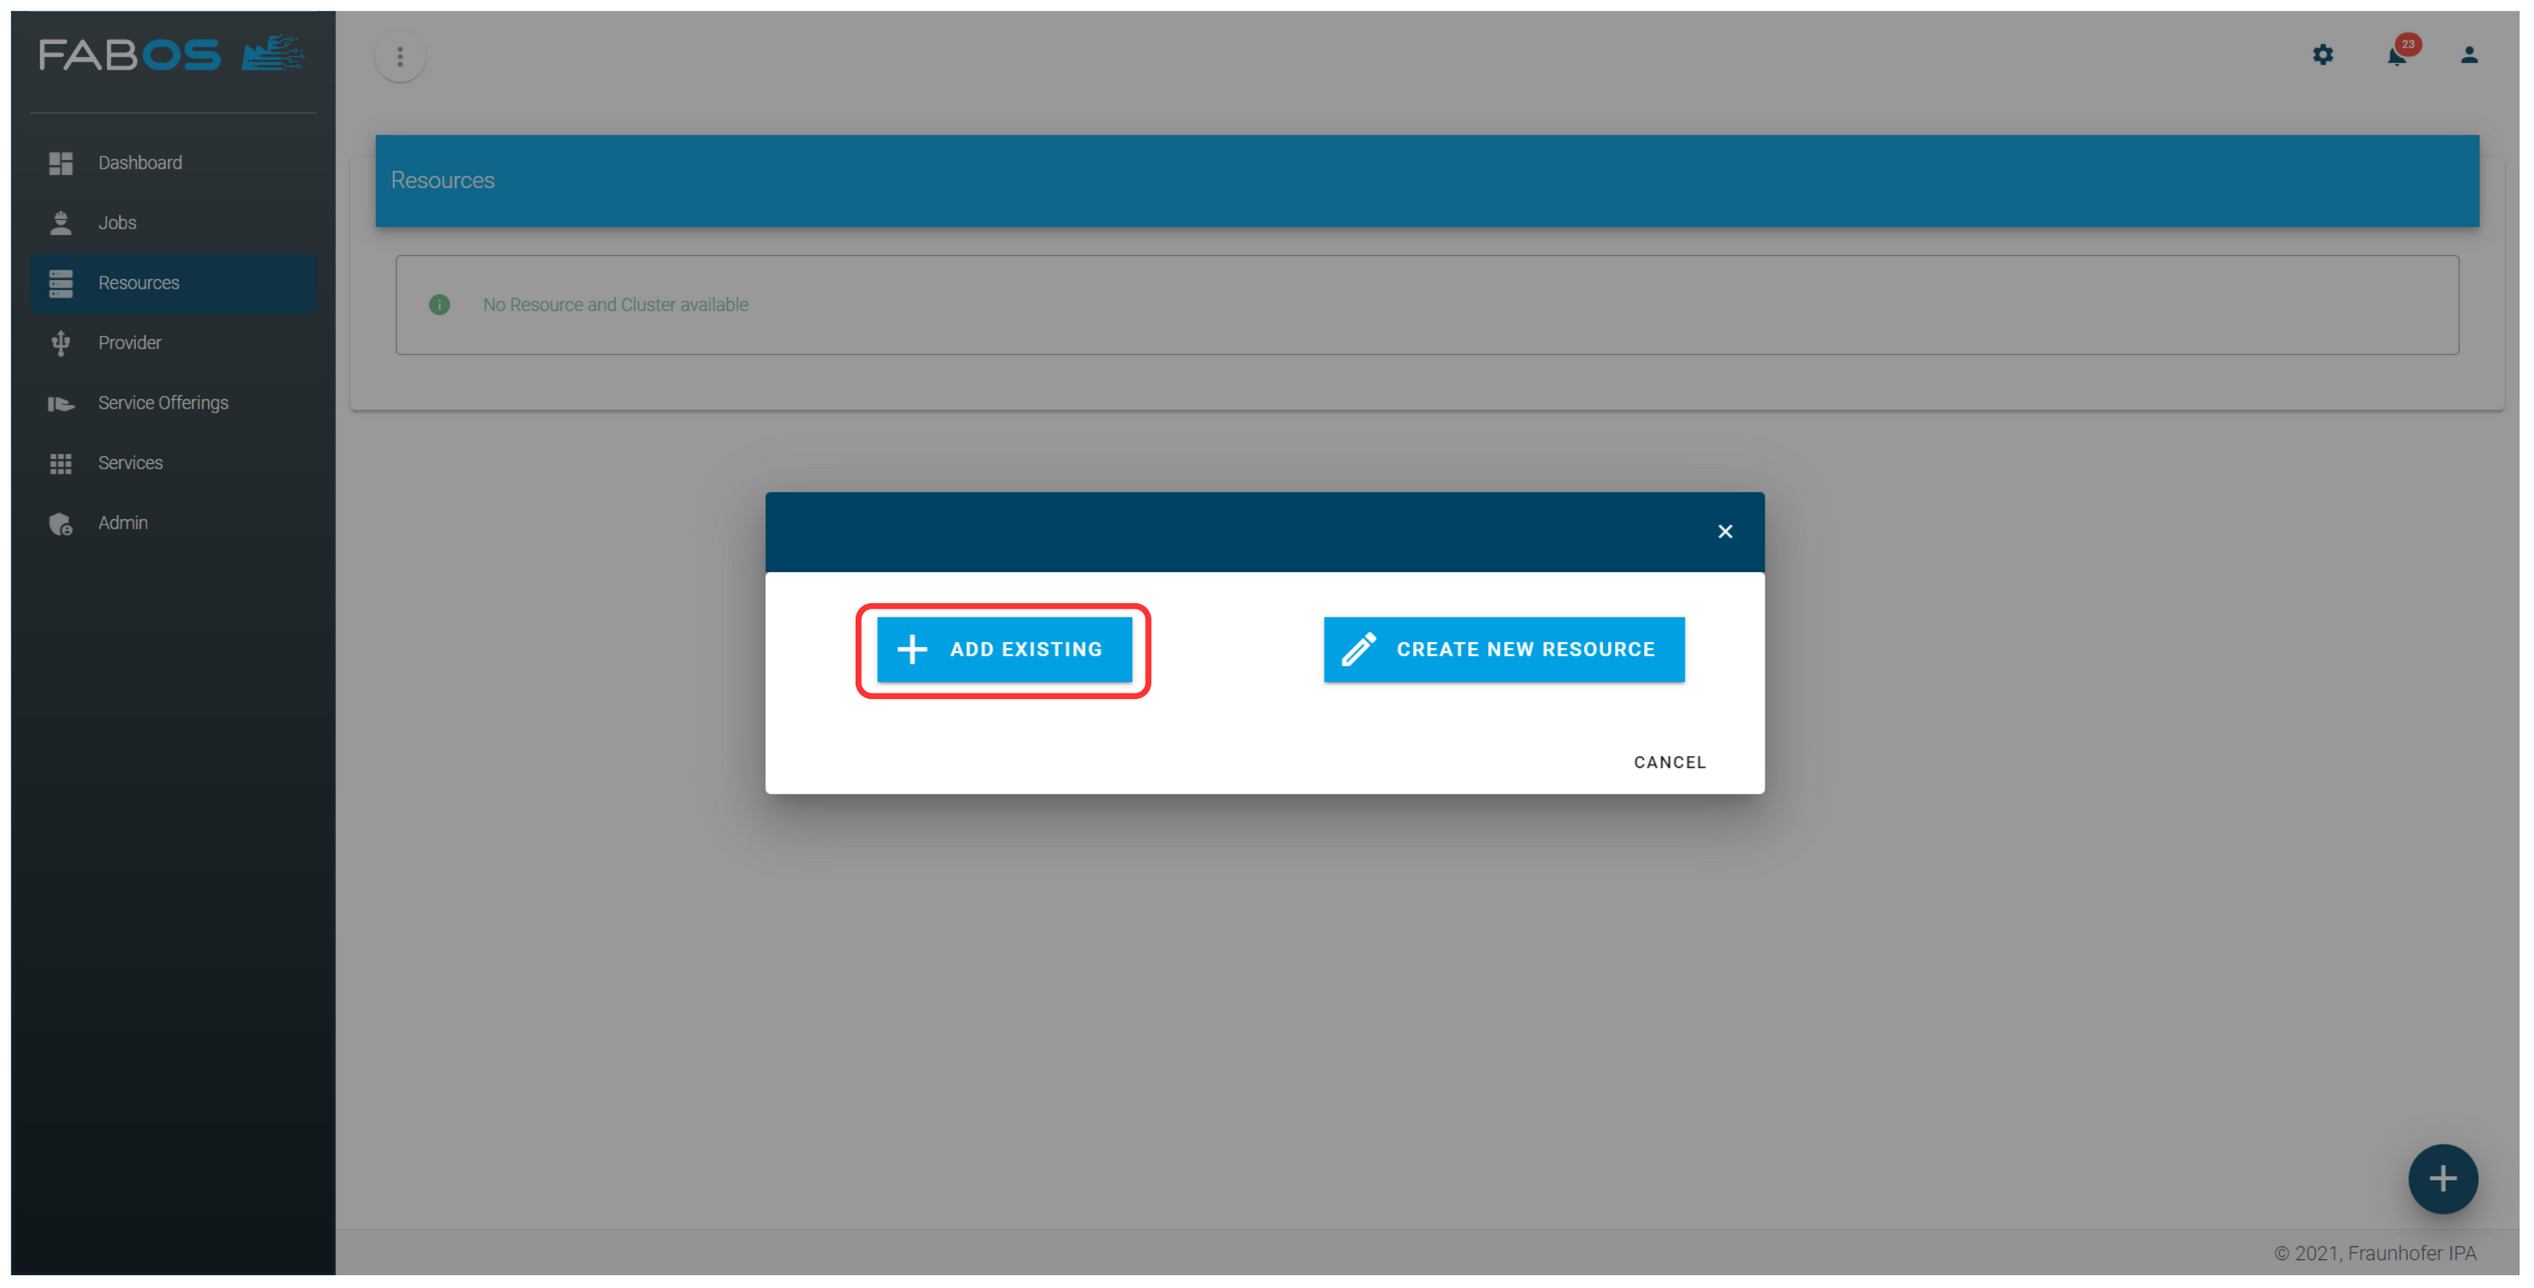 FABOS
23
Dashboard
Jobs
Resources
Provider
Service Offerings
Services
Admin
Resources
No Resource and Cluster available
ADD EXISTING
CREATE NEW RESOURCE
CANCEL
© 2021, Fraunhofer IPA